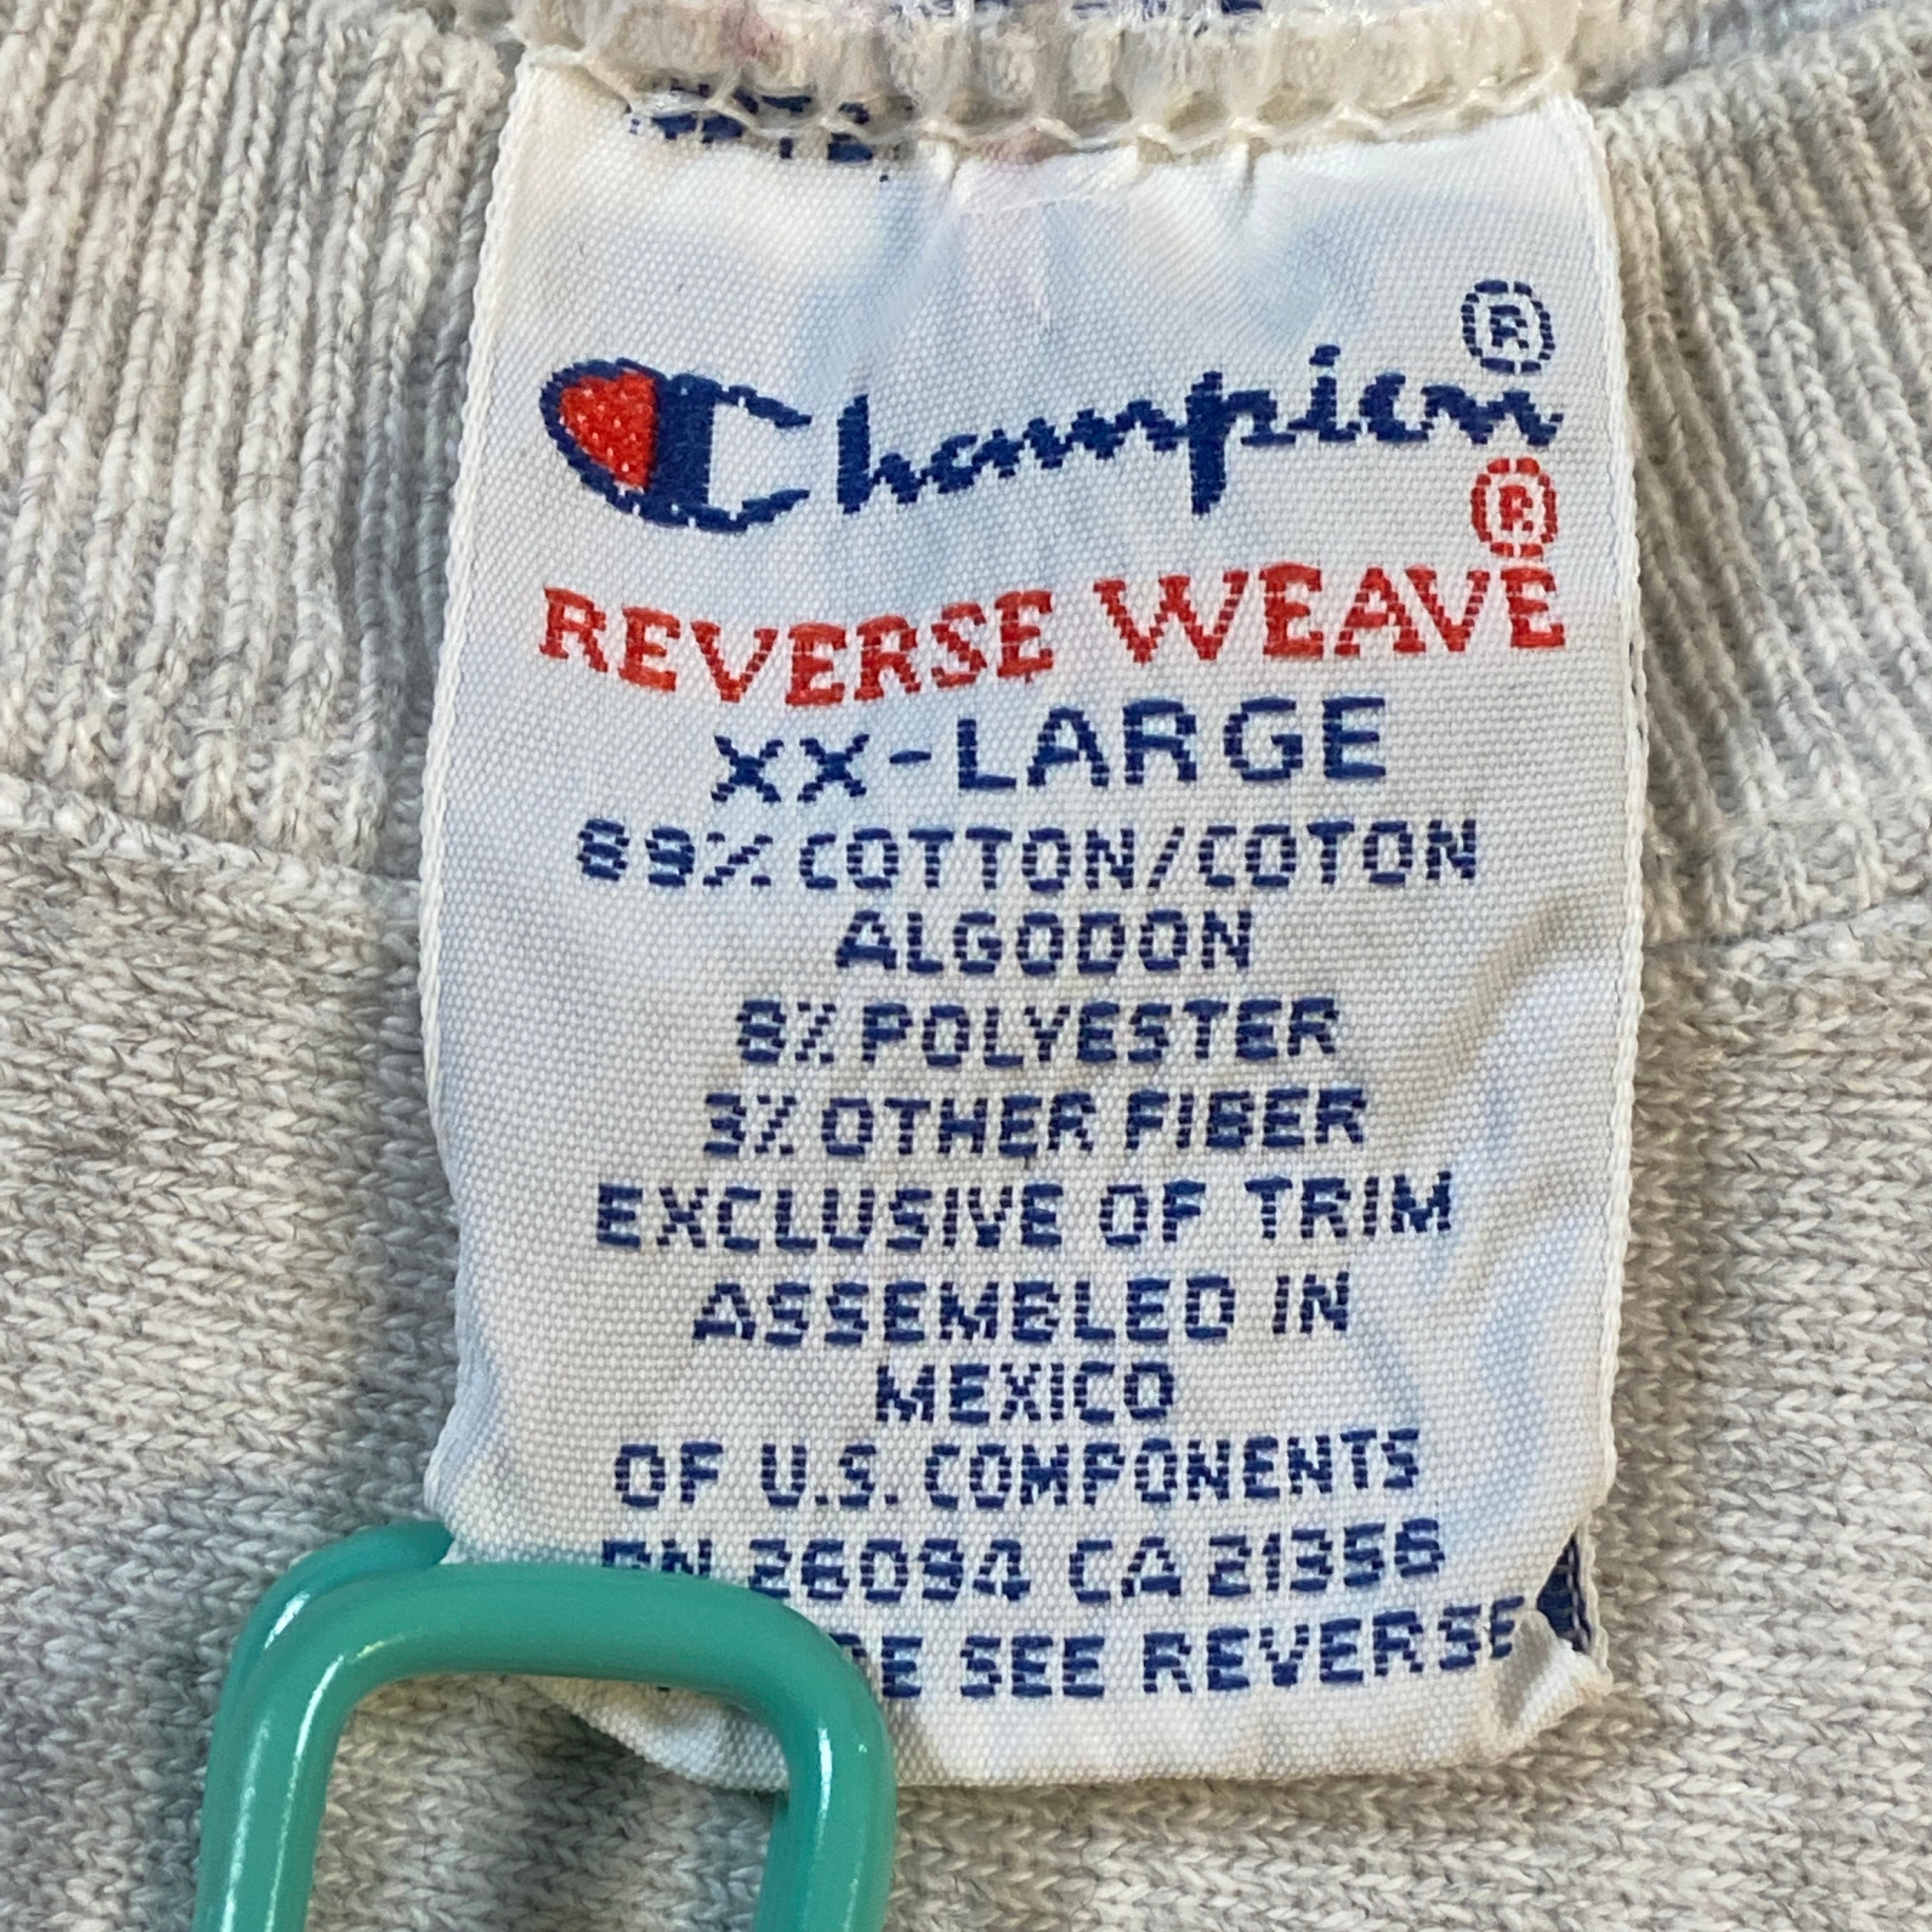 Champion®
REVERSE WEAVE®
XX-LARGE
89% COTTON/COTON
ALGODON
8% POLYESTER
3% OTHER FIBER
EXCLUSIVE OF TRIM
ASSEMBLED IN
MEXICO
OF U.S. COMPONENTS
RN 26094 CA 21356
SEE REVERSE